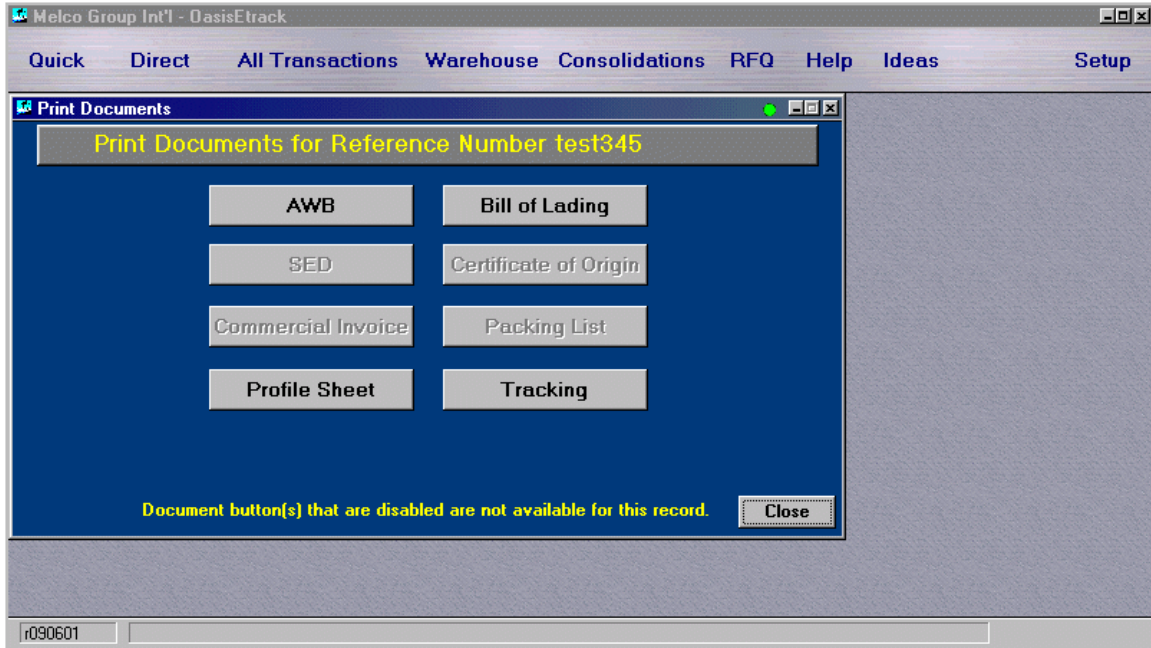 Melco Group Int'l - OasisEtrack
Quick Direct All Transactions Warehouse Consolidations RFQ Help Ideas Setup
Print Documents
Print Documents for Reference Number test345
AWB Bill of Lading
SED Certificate of Origin
Commercial Invoice Packing List
Profile Sheet Tracking
Document button(s) that are disabled are not available for this record. Close
r090601